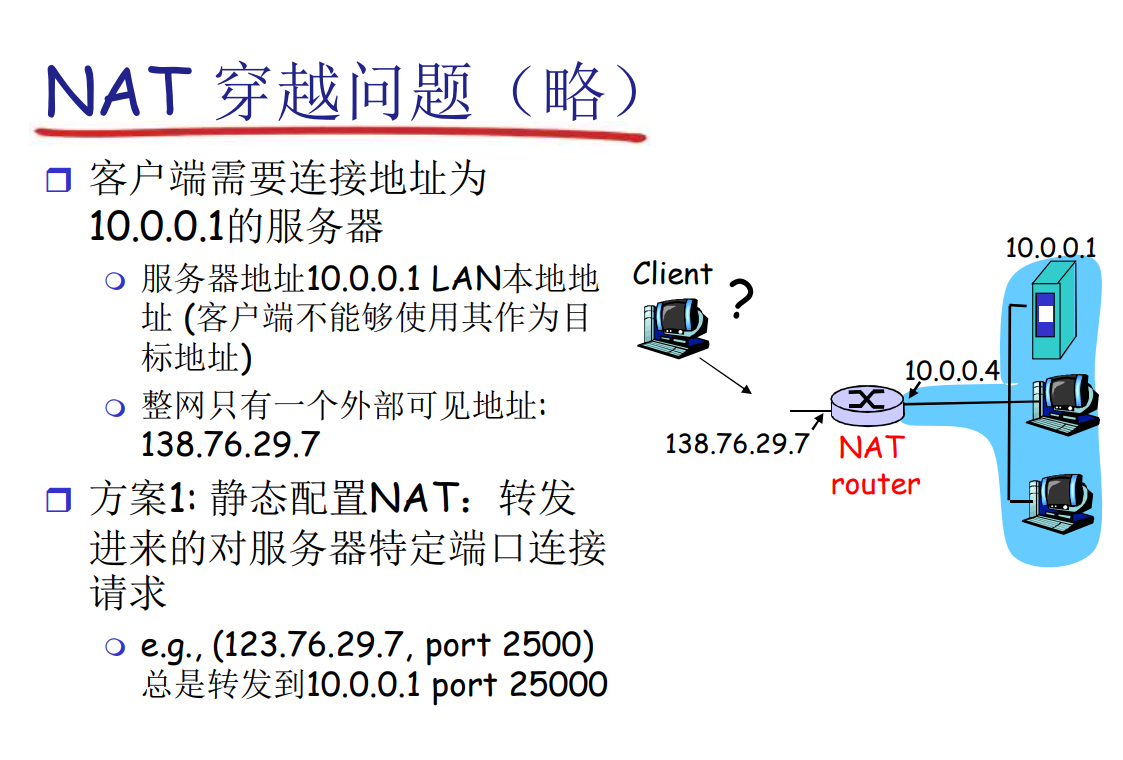 NAT 穿越问题（略）
客户端需要连接地址为
10.0.0.1的服务器
服务器地址10.0.0.1 LAN本地地
址 (客户端不能够使用其作为目
标地址)
整网只有一个外部可见地址:
138.76.29.7
方案1: 静态配置NAT：转发
进来的对服务器特定端口连接
请求
e.g., (123.76.29.7, port 2500)
总是转发到10.0.0.1 port 25000
10.0.0.1
Client
?
10.0.0.4
138.76.29.7
NAT
router